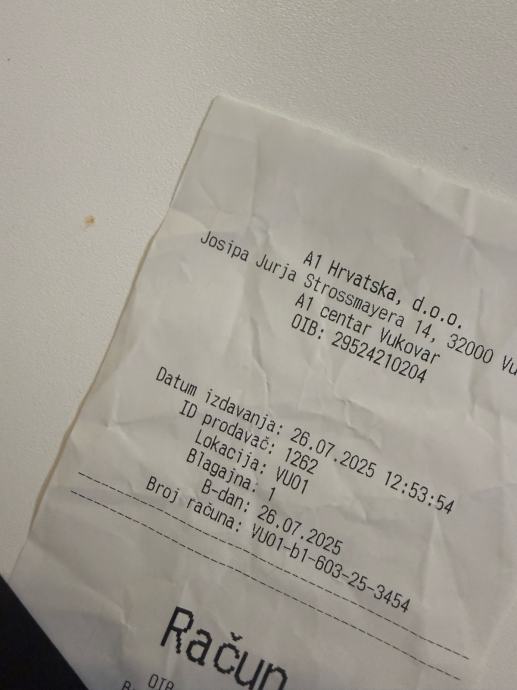 A1 Hrvatska, d.o.o.
Josipa Jurja Strossmayera 14, 32000 Vu
A1 centar Vukovar
OIB: 29524210204
Datum izdavanja: 26.07.2025 12:53:54
ID prodavač: 1262
Lokacija: VU01
Blagajna: 1
B-dan: 26.07.2025
Broj računa: VU01-b1-603-25-3454
Račun
OIB